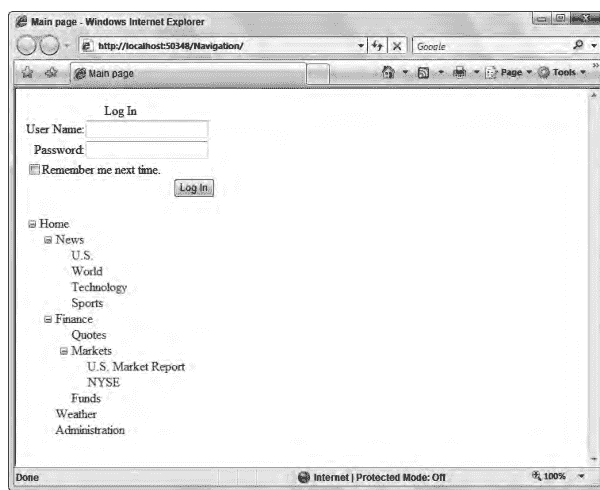 Main page - Windows Internet Explorer
http://localhost:50348/Navigation/
Google
Main page
Page
Tools
Log In
User Name:
Password:
Remember me next time.
Log In
Home
News
U.S.
World
Technology
Sports
Finance
Quotes
Markets
U.S. Market Report
NYSE
Funds
Weather
Administration
Done
Internet | Protected Mode: Off
100%